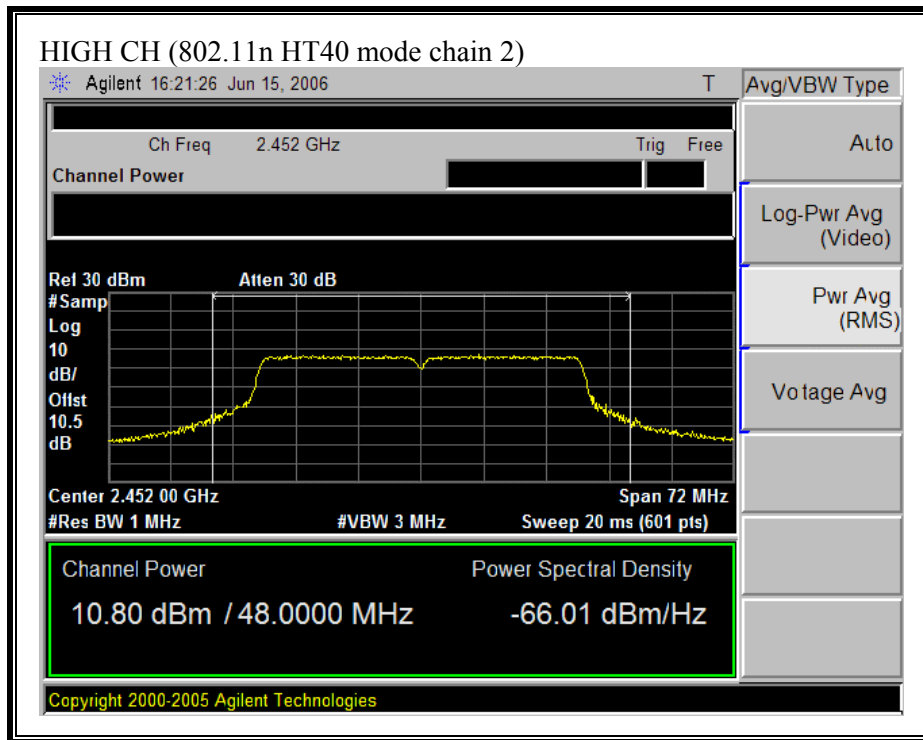 HIGH CH (802.11n HT40 mode chain 2)
Agilent 16:21:26 Jun 15, 2006 T
Avg/VBW Type
Ch Freq 2.452 GHz Trig Free
Channel Power
Auto
Log-Pwr Avg
(Video)
Pwr Avg
(RMS)
Voltage Avg
Ref 30 dBm Atten 30 dB
#Samp
Log
10
dB/
Offst
10.5
dB
Center 2.452 00 GHz Span 72 MHz
#Res BW 1 MHz #VBW 3 MHz Sweep 20 ms (601 pts)
Channel Power Power Spectral Density
10.80 dBm / 48.0000 MHz -66.01 dBm/Hz
Copyright 2000-2005 Agilent Technologies